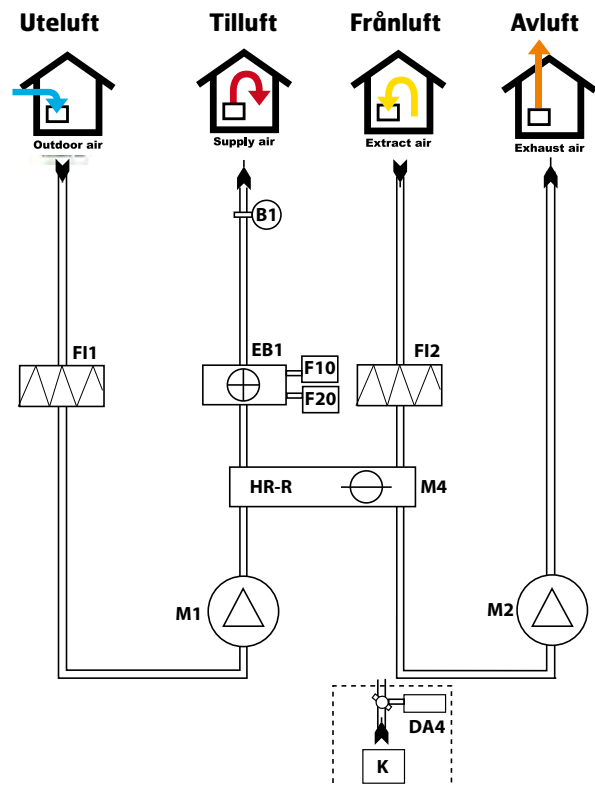 Uteluft Tilluft Frånluft Avluft
Outdoor air Supply air Extract air Exhaust air
B1
FI1 EB1 FI2
F10
F20
HR-R M4
M1 M2
DA4
K